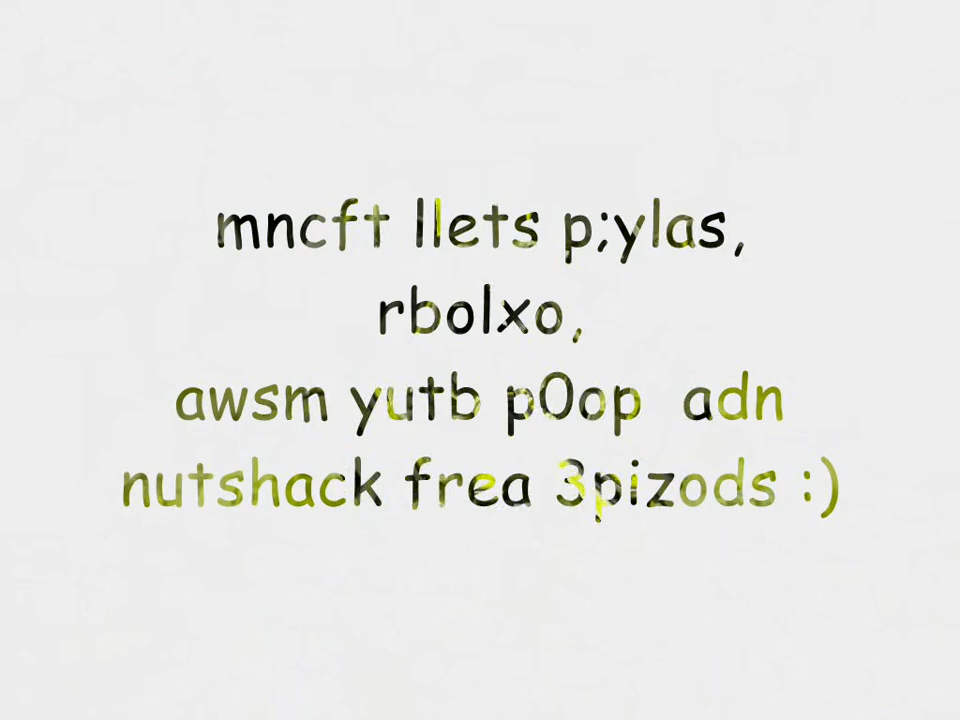 mncft llets p;ylas,
rbolxo,
awsm yutb p0op adn
nutshack frea 3pizods :)